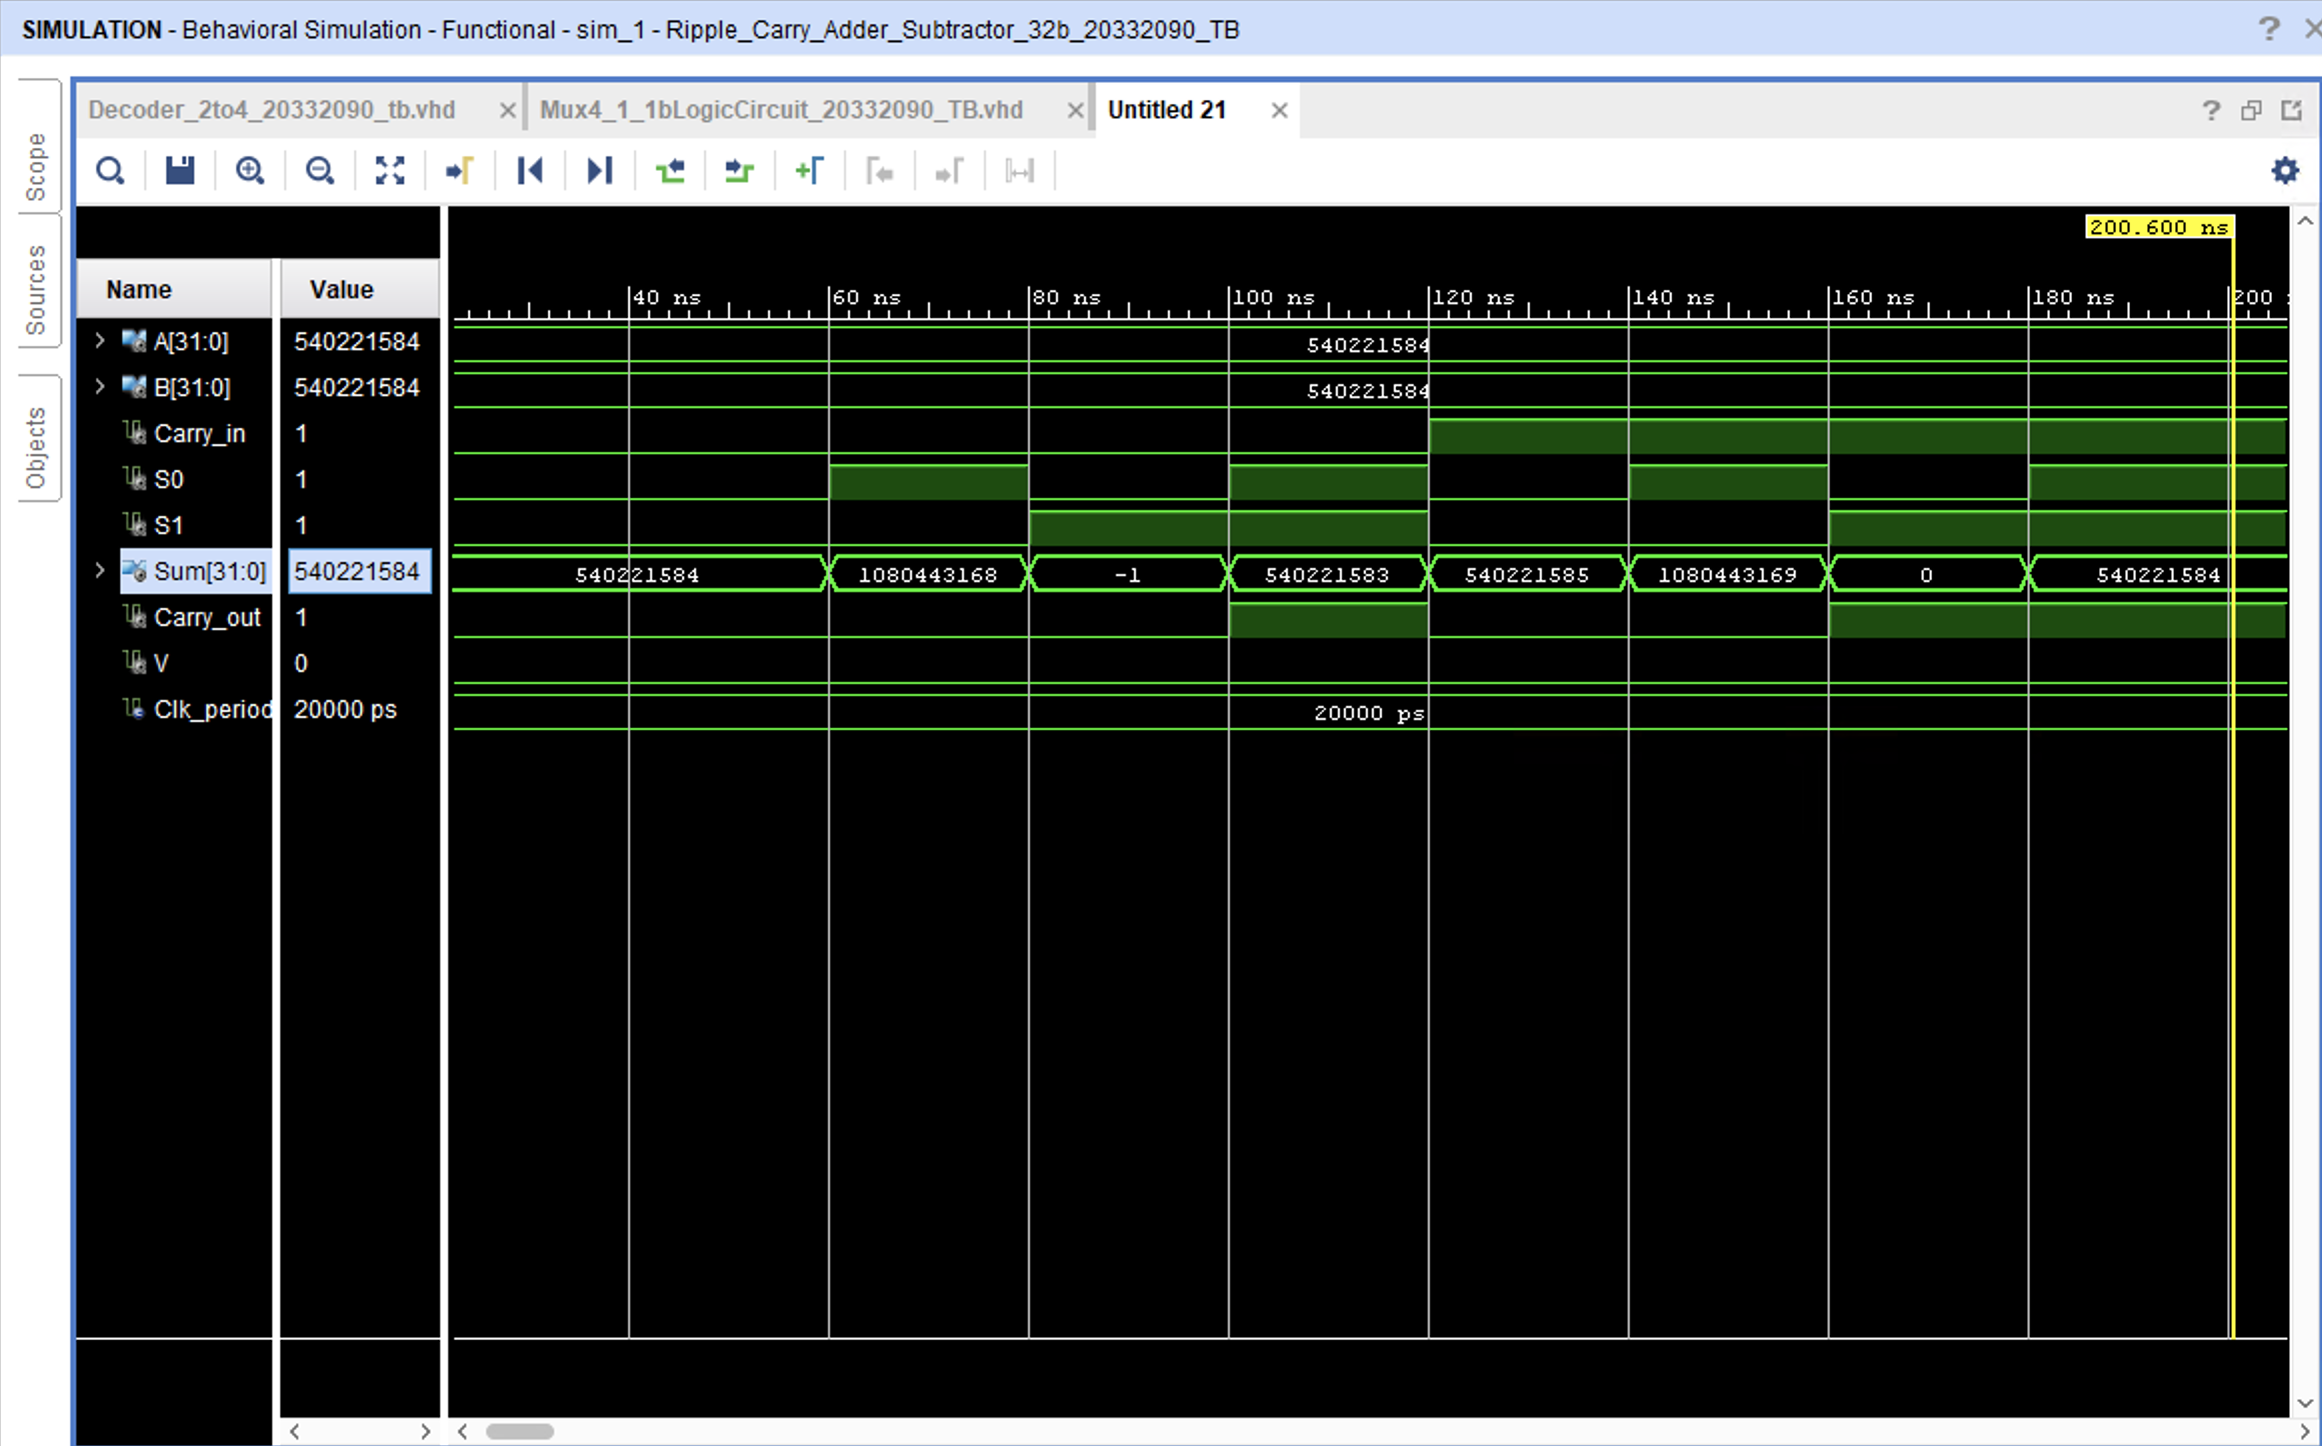 SIMULATION - Behavioral Simulation - Functional - sim_1 - Ripple_Carry_Adder_Subtractor_32b_20332090_TB
Scope
Sources
Objects
Decoder_2to4_20332090_tb.vhd
Mux4_1_1bLogicCircuit_20332090_TB.vhd
Untitled 21
200.600 ns
Name Value
40 ns 60 ns 80 ns 100 ns 120 ns 140 ns 160 ns 180 ns 200
A[31:0] 540221584 540221584
B[31:0] 540221584 540221584
Carry_in 1
S0 1
S1 1
Sum[31:0] 540221584 540221584 1080443168 -1 540221583 540221585 1080443169 0 540221584
Carry_out 1
V 0
Clk_period 20000 ps 20000 ps